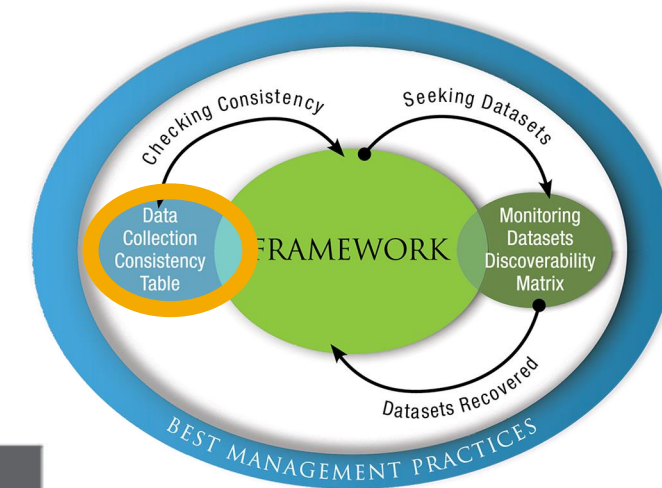 Checking Consistency
Seeking Datasets
Data
Collection
Consistency
Table
FRAMEWORK
Monitoring
Datasets
Discoverability
Matrix
Datasets Recovered
BEST MANAGEMENT PRACTICES